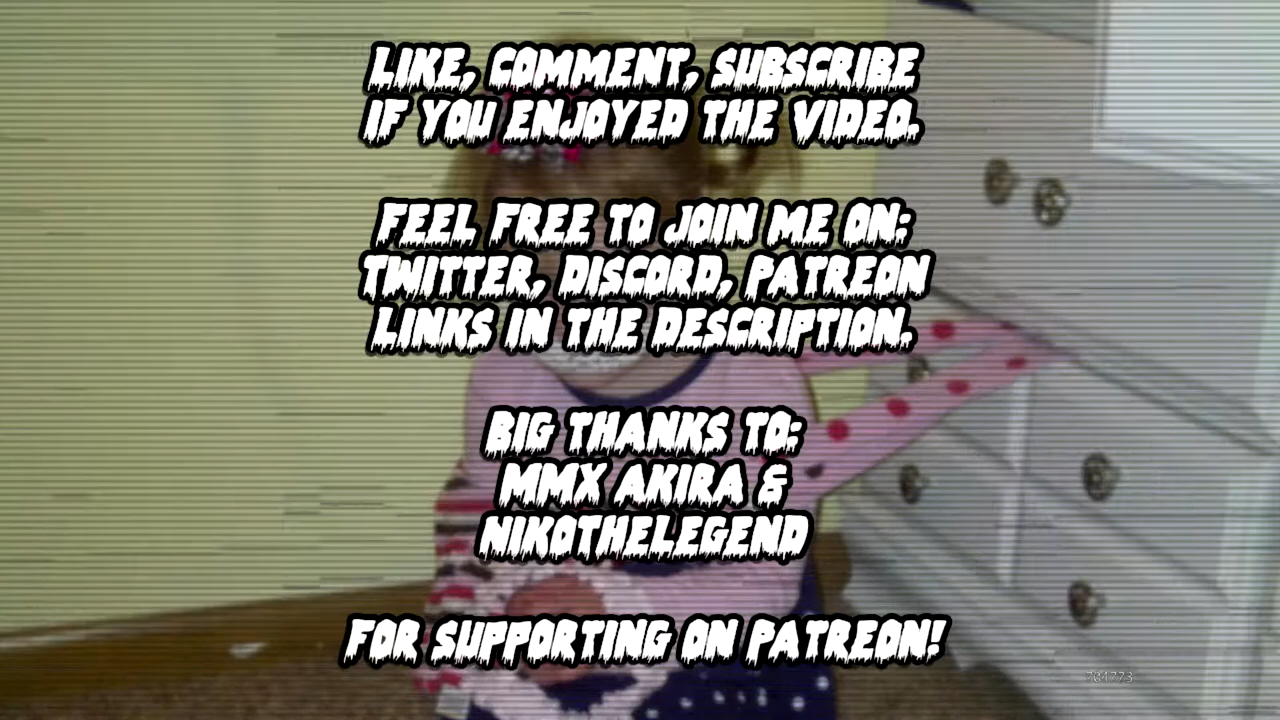 LIKE, COMMENT, SUBSCRIBE
IF YOU ENJOYED THE VIDEO.
FEEL FREE TO JOIN ME ON:
TWITTER, DISCORD, PATREON
LINKS IN THE DESCRIPTION.
BIG THANKS TO:
MMX AKIRA &
NIKOTHELEGEND
FOR SUPPORTING ON PATREON!
701773